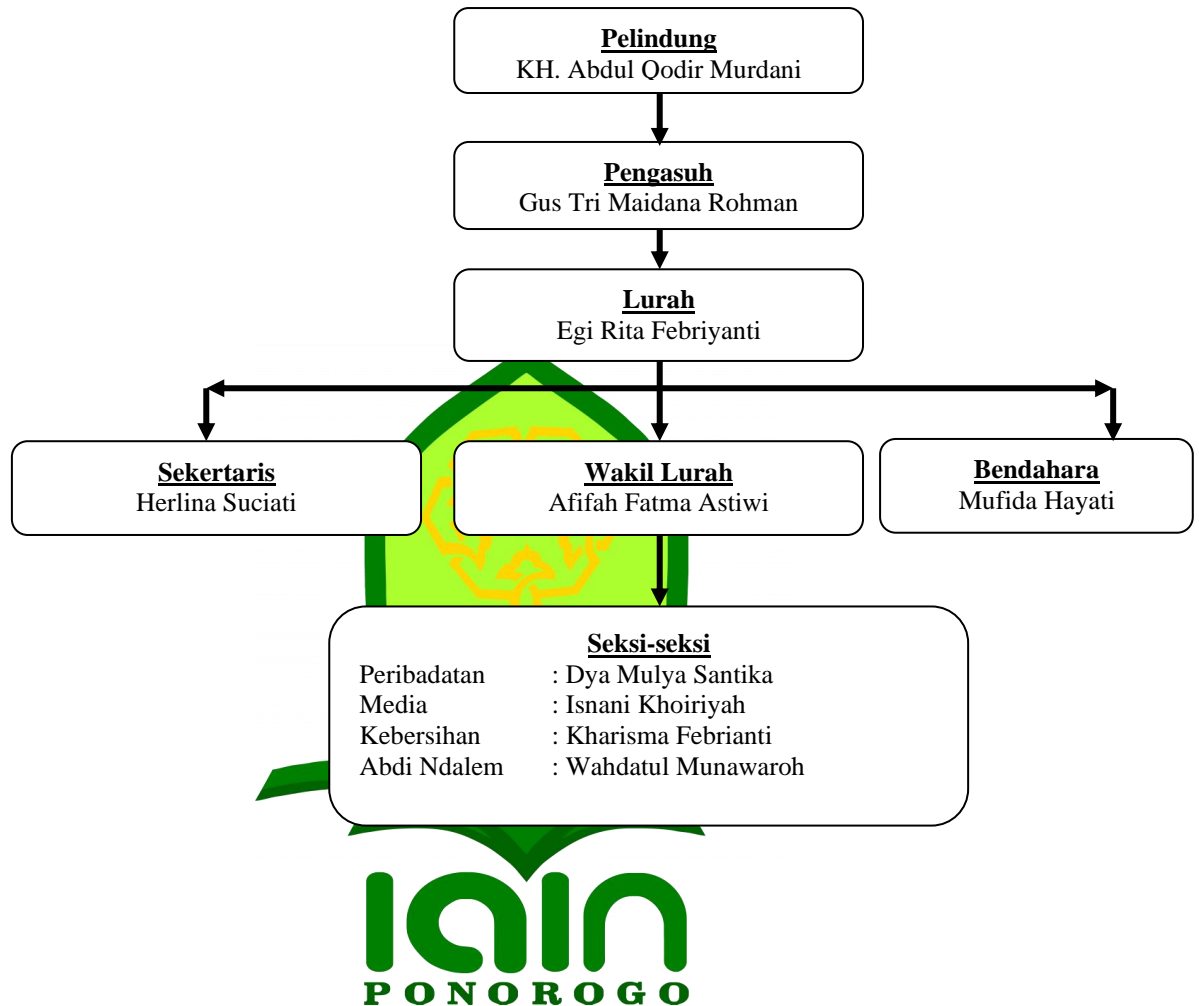 Pelindung
KH. Abdul Qodir Murdani
Pengasuh
Gus Tri Maidana Rohman
Lurah
Egi Rita Febriyanti
Sekertaris
Herlina Suciati
Wakil Lurah
Afifah Fatma Astiwi
Bendahara
Mufida Hayati
Seksi-seksi
Peribadatan : Dya Mulya Santika
Media : Isnani Khoiriyah
Kebersihan : Kharisma Febrianti
Abdi Ndalem : Wahdatul Munawaroh
iain
PONOROGO